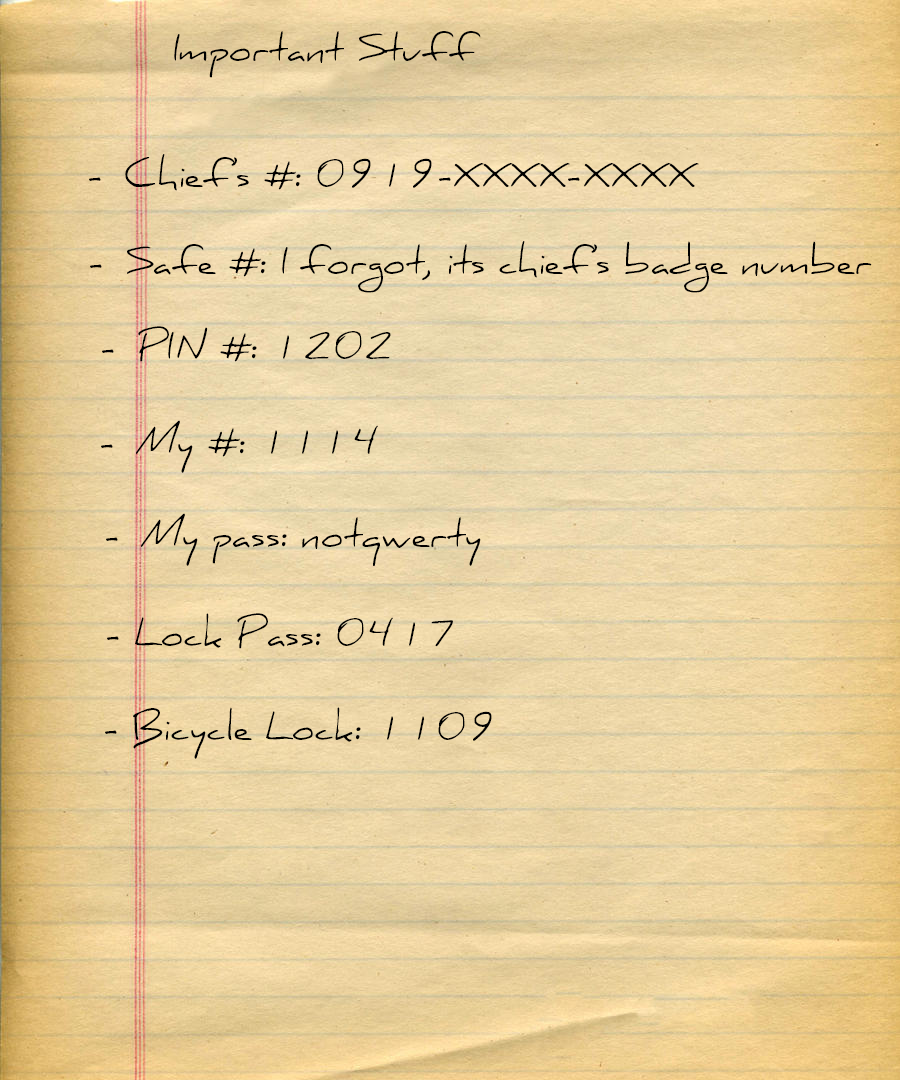 Important Stuff
- Chief's #: 0919-XXXX-XXXX
- Safe #: I forgot, its chief's badge number
- PIN #: 1202
- My #: 1114
- My pass: notqwerty
- Lock Pass: 0417
- Bicycle Lock: 1109